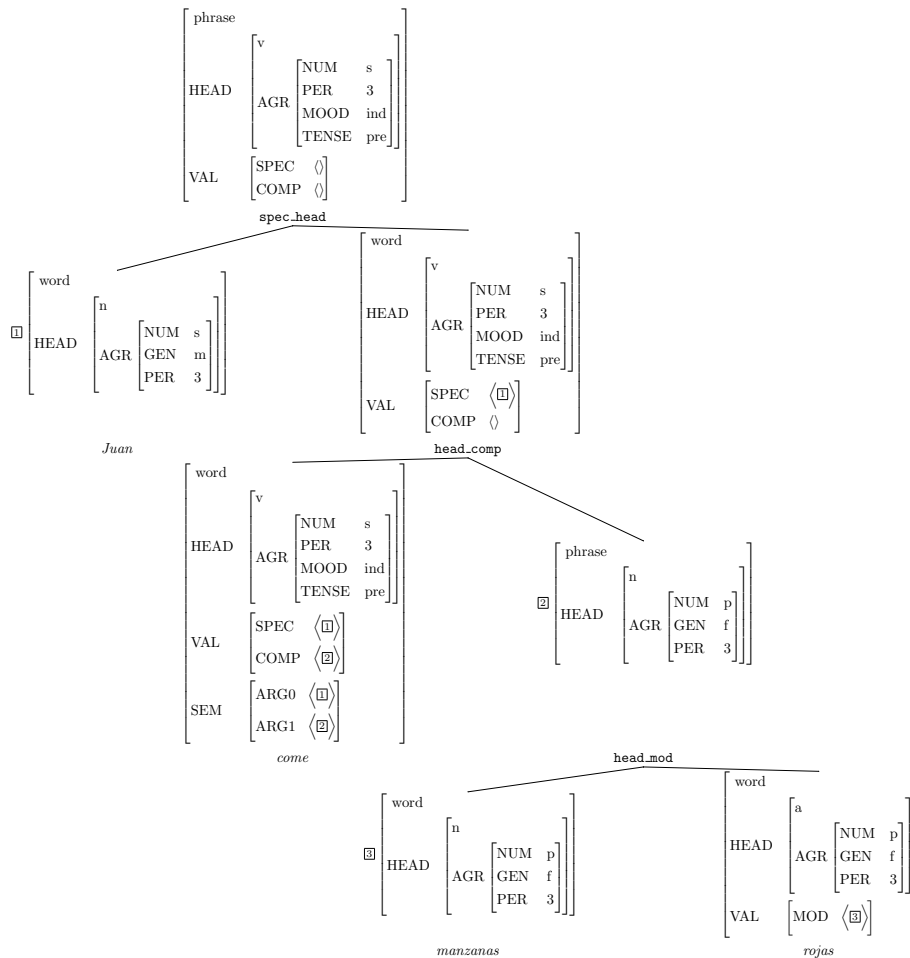 phrase
v
NUM s
HEAD PER 3
AGR
MOOD ind
TENSE pre
VAL SPEC ⟨⟩
COMP ⟨⟩
spec_head
word
n
1 HEAD NUM s
AGR GEN m
PER 3
Juan
word
v
NUM s
HEAD PER 3
AGR
MOOD ind
TENSE pre
VAL SPEC ⟨1⟩
COMP ⟨⟩
head_comp
word
v
NUM s
HEAD PER 3
AGR
MOOD ind
TENSE pre
VAL SPEC ⟨1⟩
COMP ⟨2⟩
SEM ARG0 ⟨1⟩
ARG1 ⟨2⟩
come
phrase
n
2 HEAD NUM p
AGR GEN f
PER 3
head_mod
word
n
3 HEAD NUM p
AGR GEN f
PER 3
manzanas
word
a
HEAD NUM p
AGR GEN f
PER 3
VAL MOD ⟨3⟩
rojas